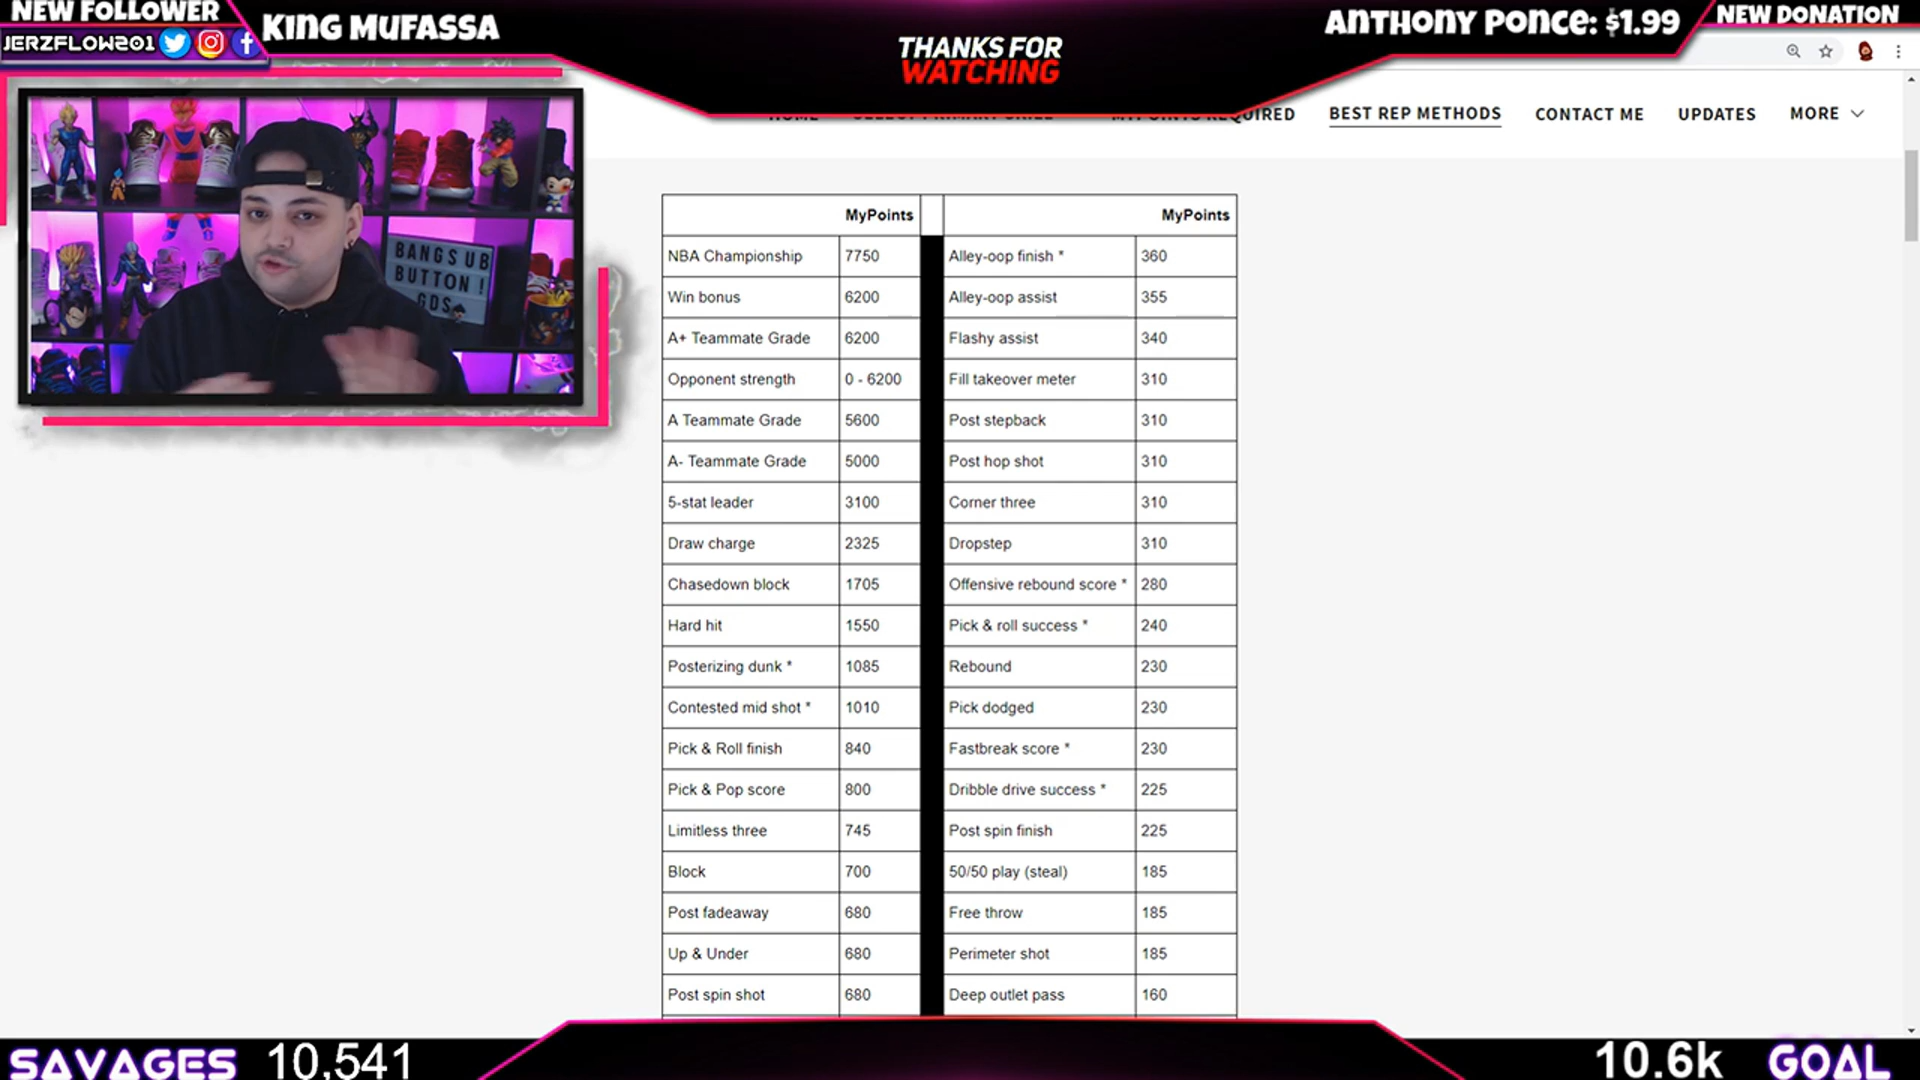 NEW FOLLOWER
KING MUFASSA
JERZFLOW201
THANKS FOR
WATCHING
ANTHONY PONCE: $1.99
NEW DONATION
BEST REP METHODS CONTACT ME UPDATES MORE
BANGS UB
BUTTON !
GDS
MyPoints MyPoints
NBA Championship 7750 Alley-oop finish * 360
Win bonus 6200 Alley-oop assist 355
A+ Teammate Grade 6200 Flashy assist 340
Opponent strength 0 - 6200 Fill takeover meter 310
A Teammate Grade 5600 Post stepback 310
A- Teammate Grade 5000 Post hop shot 310
5-stat leader 3100 Corner three 310
Draw charge 2325 Dropstep 310
Chasedown block 1705 Offensive rebound score * 280
Hard hit 1550 Pick & roll success * 240
Posterizing dunk * 1085 Rebound 230
Contested mid shot * 1010 Pick dodged 230
Pick & Roll finish 840 Fastbreak score * 230
Pick & Pop score 800 Dribble drive success * 225
Limitless three 745 Post spin finish 225
Block 700 50/50 play (steal) 185
Post fadeaway 680 Free throw 185
Up & Under 680 Perimeter shot 185
Post spin shot 680 Deep outlet pass 160
SAVAGES 10,541
10.6k GOAL